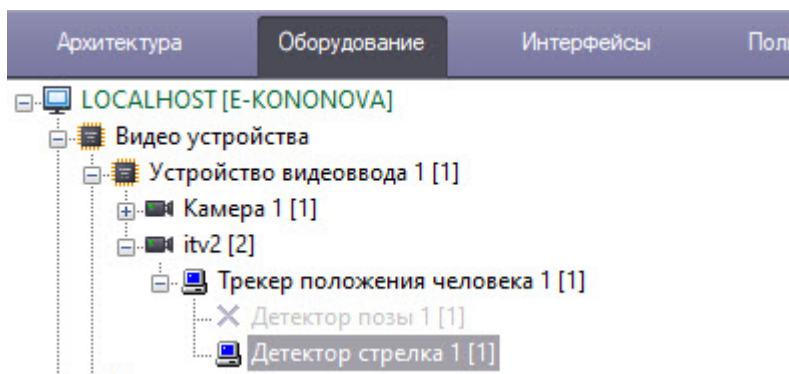 Архитектура Оборудование Интерфейсы
LOCALHOST [E-KONONOVA]
Видео устройства
Устройство видеоввода 1 [1]
Камера 1 [1]
itv2 [2]
Трекер положения человека 1 [1]
Детектор позы 1 [1]
Детектор стрелка 1 [1]